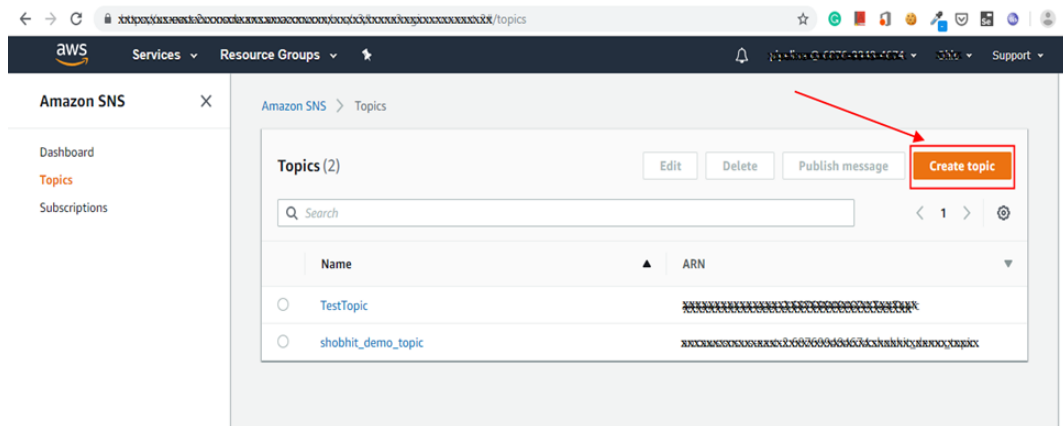 /topics
aws Services Resource Groups Support
Amazon SNS X
Amazon SNS > Topics
Dashboard
Topics
Subscriptions
Topics (2) Edit Delete Publish message Create topic
Search < 1 >
Name ARN
TestTopic
shobhit_demo_topic